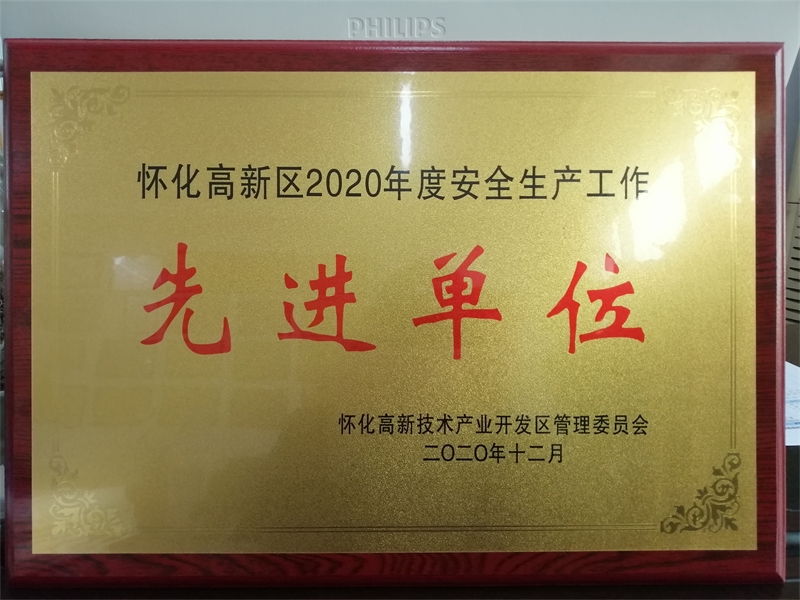 PHILIPS
怀化高新区2020年度安全生产工作
先进单位
怀化高新技术产业开发区管理委员会
二〇二〇年十二月